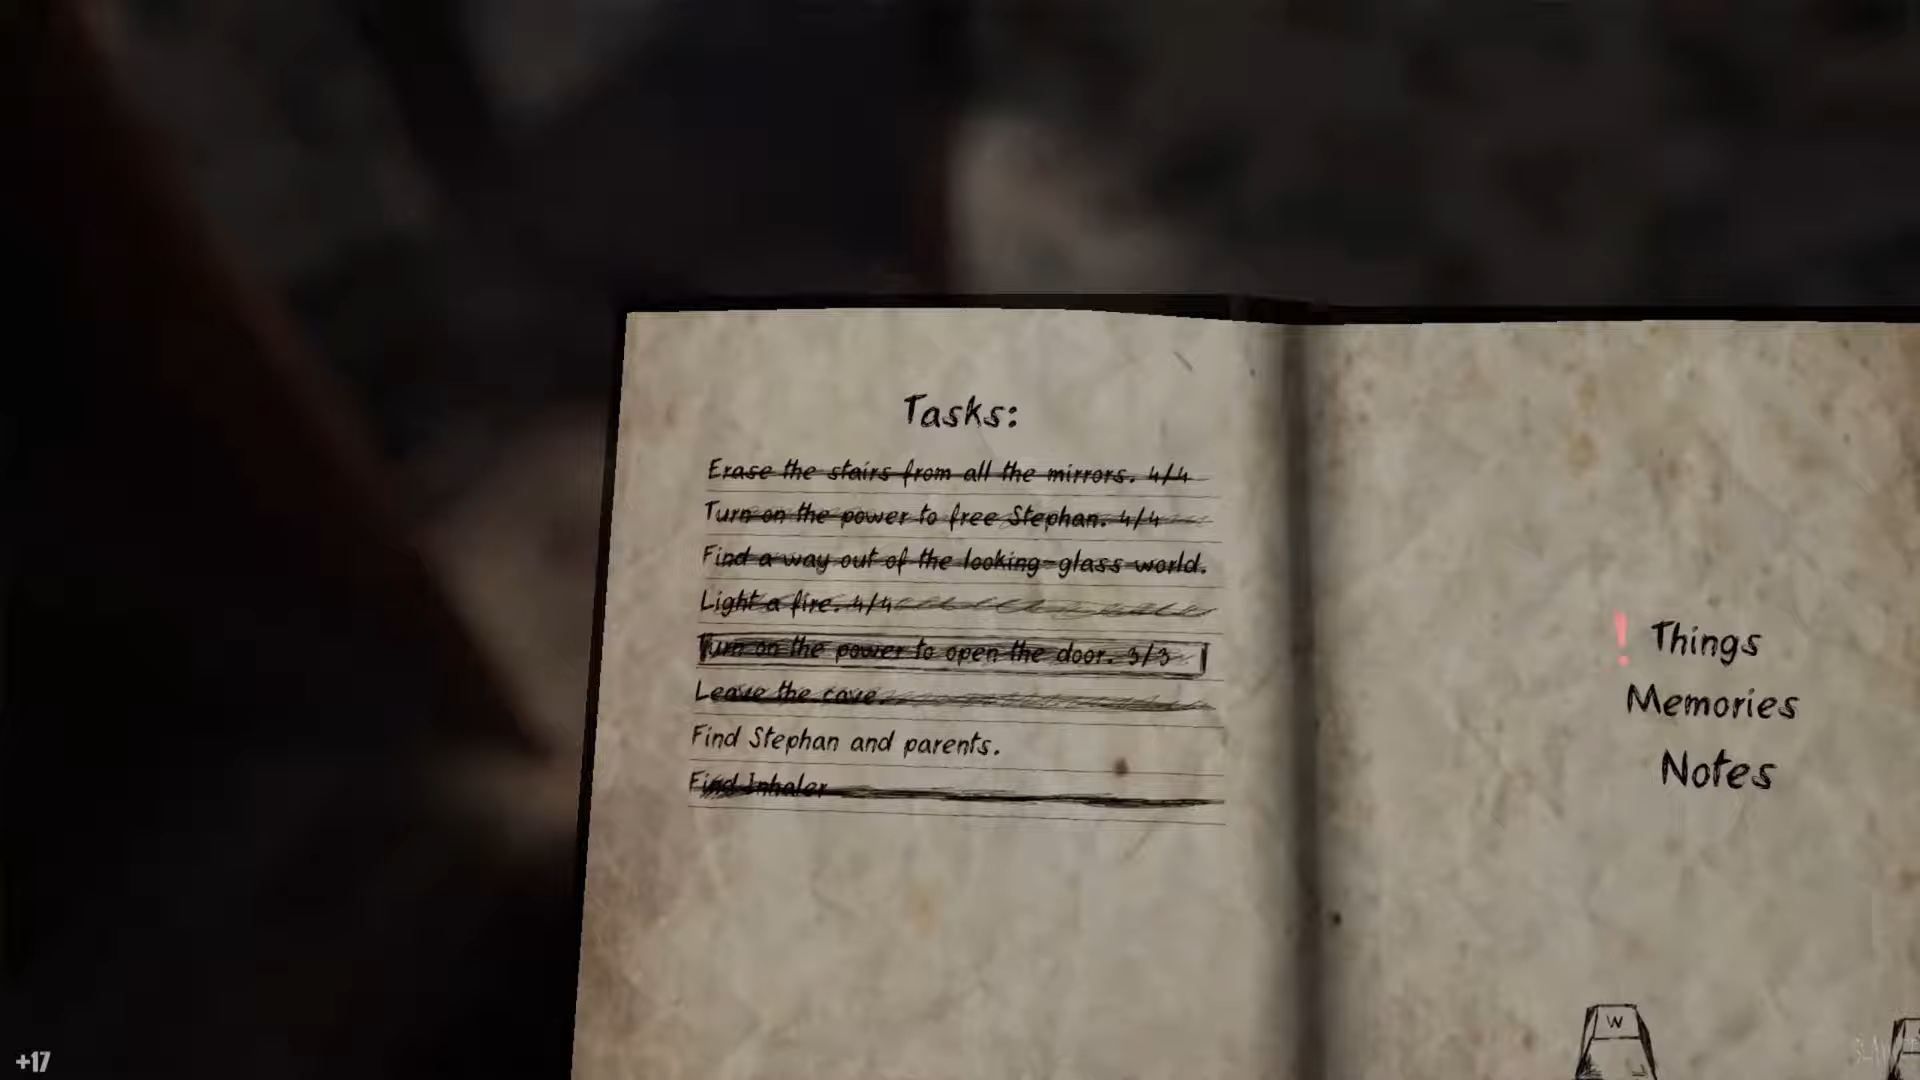 Tasks:
Erase the stairs from all the mirrors. 4/4
Turn on the power to free Stephan. 4/4
Find a way out of the looking-glass world.
Light a fire. 4/4
Turn on the power to open the door. 3/3
Leave the cave.
Find Stephan and parents.
Find Inhaler
! Things
Memories
Notes
W
+17